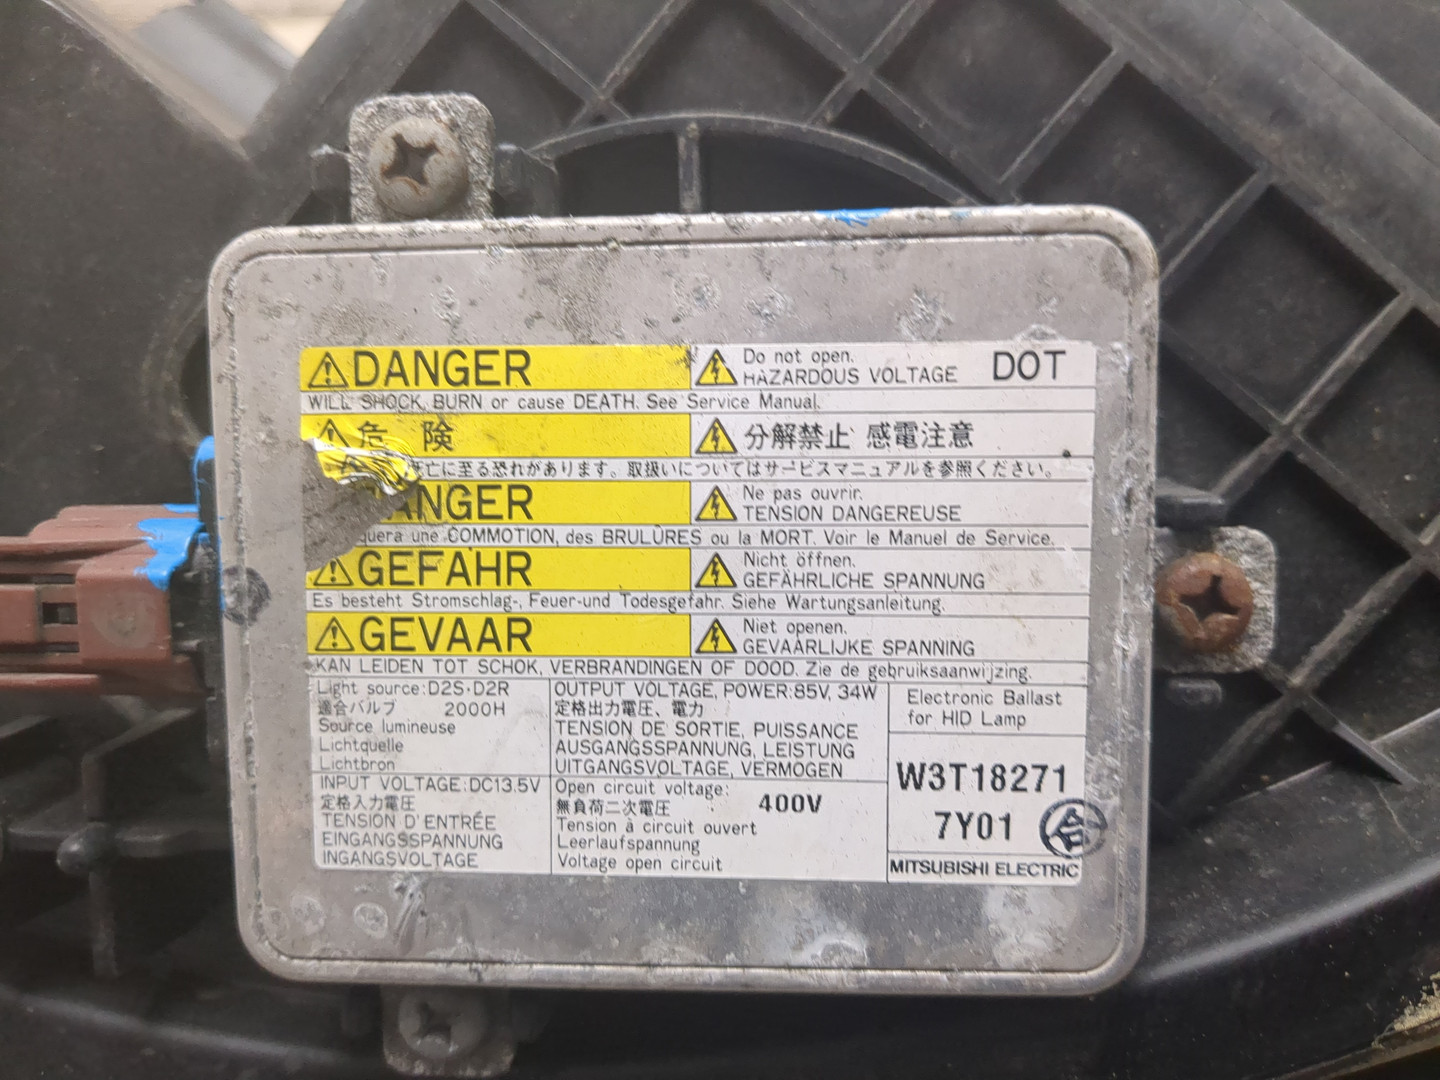 DANGER
Do not open.
HAZARDOUS VOLTAGE
DOT
WILL SHOCK, BURN or cause DEATH. See Service Manual.
危 険
分解禁止 感電注意
死亡に至る恐れがあります。取扱いについてはサービスマニュアルを参照ください。
ANGER
Ne pas ouvrir.
TENSION DANGEREUSE
quera une COMMOTION, des BRULÛRES ou la MORT. Voir le Manuel de Service.
GEFAHR
Nicht öffnen.
GEFÄHRLICHE SPANNUNG
Es besteht Stromschlag-, Feuer-und Todesgefahr. Siehe Wartungsanleitung.
GEVAAR
Niet openen.
GEVAARLIJKE SPANNING
KAN LEIDEN TOT SCHOK, VERBRANDINGEN OF DOOD. Zie de gebruiksaanwijzing.
Light source:D2S·D2R
適合バルブ 2000H
Source lumineuse
Lichtquelle
Lichtbron
OUTPUT VOLTAGE, POWER:85V, 34W
定格出力電圧、電力
TENSION DE SORTIE, PUISSANCE
AUSGANGSSPANNUNG, LEISTUNG
UITGANGSVOLTAGE, VERMOGEN
Electronic Ballast
for HID Lamp
INPUT VOLTAGE:DC13.5V
定格入力電圧
TENSION D'ENTRÉE
EINGANGSSPANNUNG
INGANGSVOLTAGE
Open circuit voltage:
無負荷二次電圧 400V
Tension à circuit ouvert
Leerlaufspannung
Voltage open circuit
W3T18271
7Y01 合
MITSUBISHI ELECTRIC